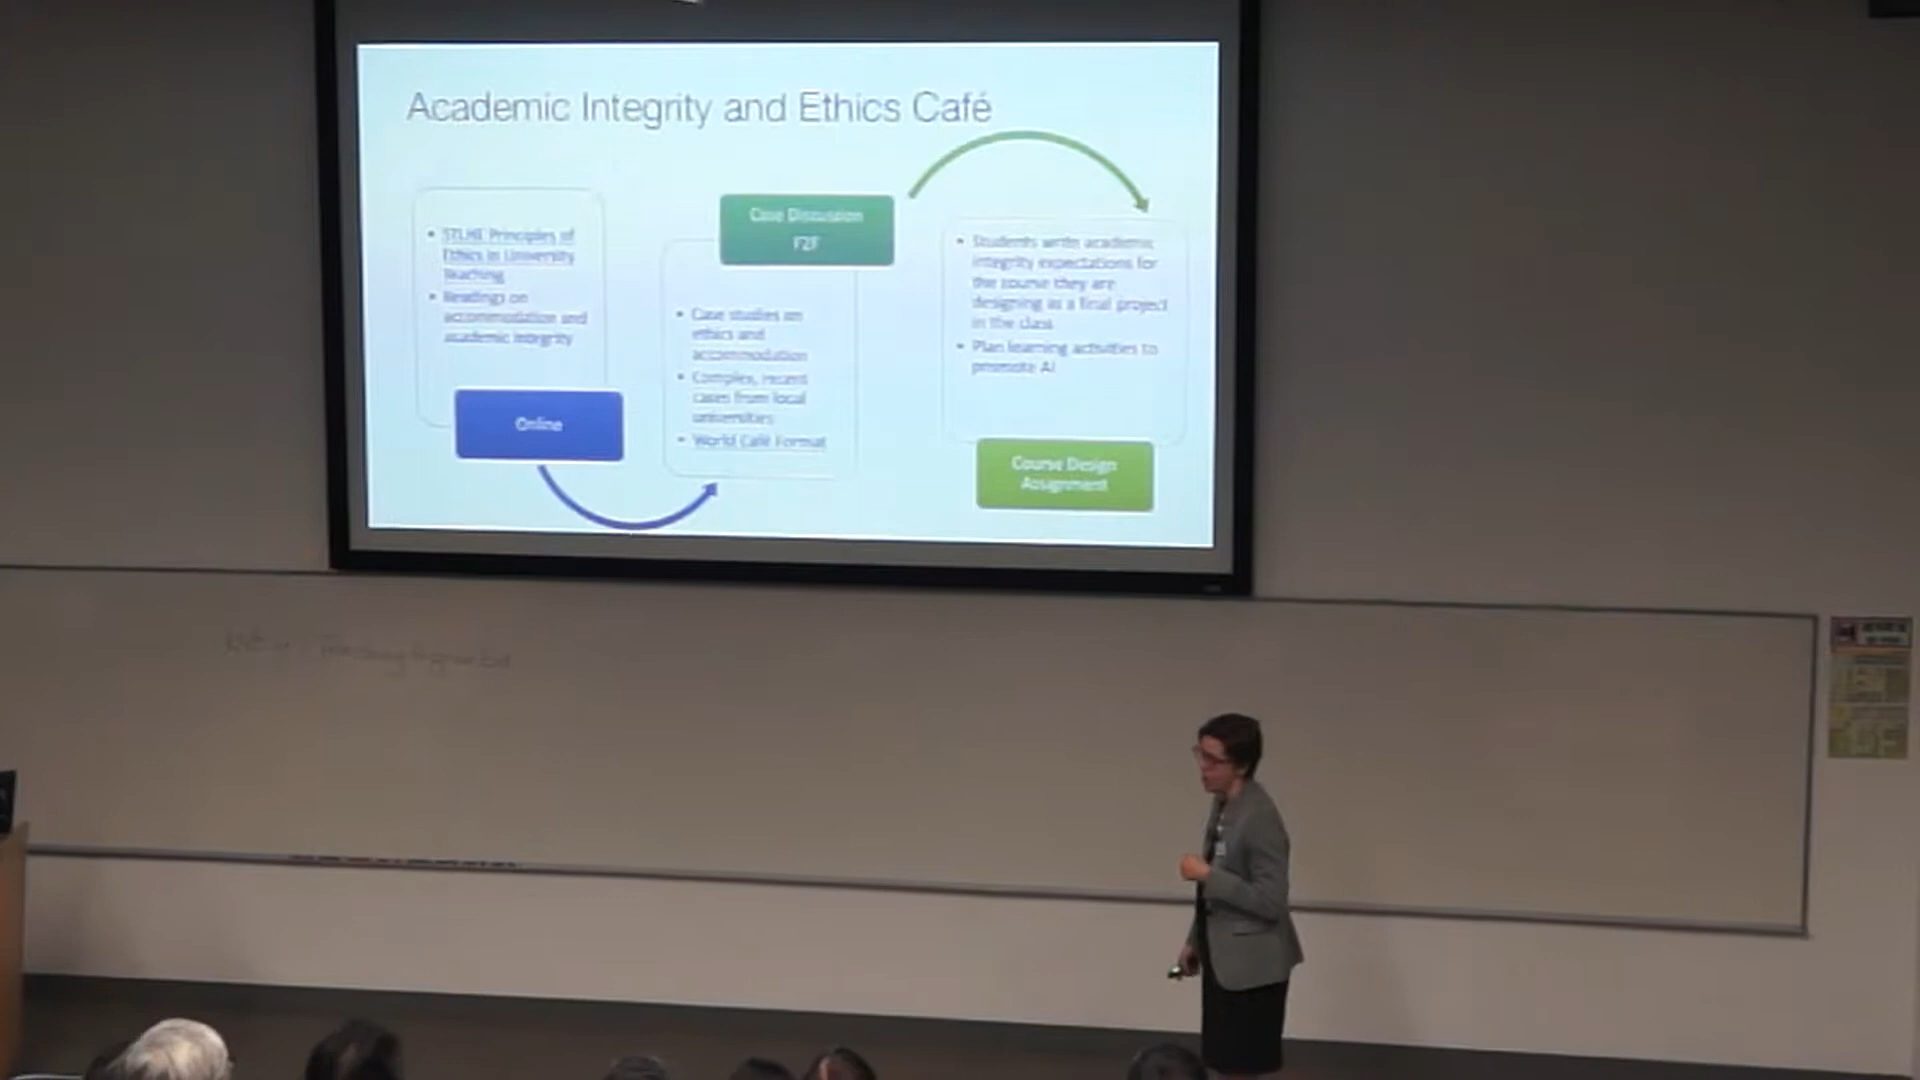 Academic Integrity and Ethics Café
• STLHE Principles of
Ethics in University
Teaching
• Readings on
accommodation and
academic integrity
Online
Case Discussion
F2F
• Case studies on
ethics and
accommodation
• Complex, recent
cases from local
universities
• World Café Format
• Students write academic
integrity expectations for
the course they are
designing as a final project
in the class
• Plan learning activities to
promote AI
Course Design
Assignment